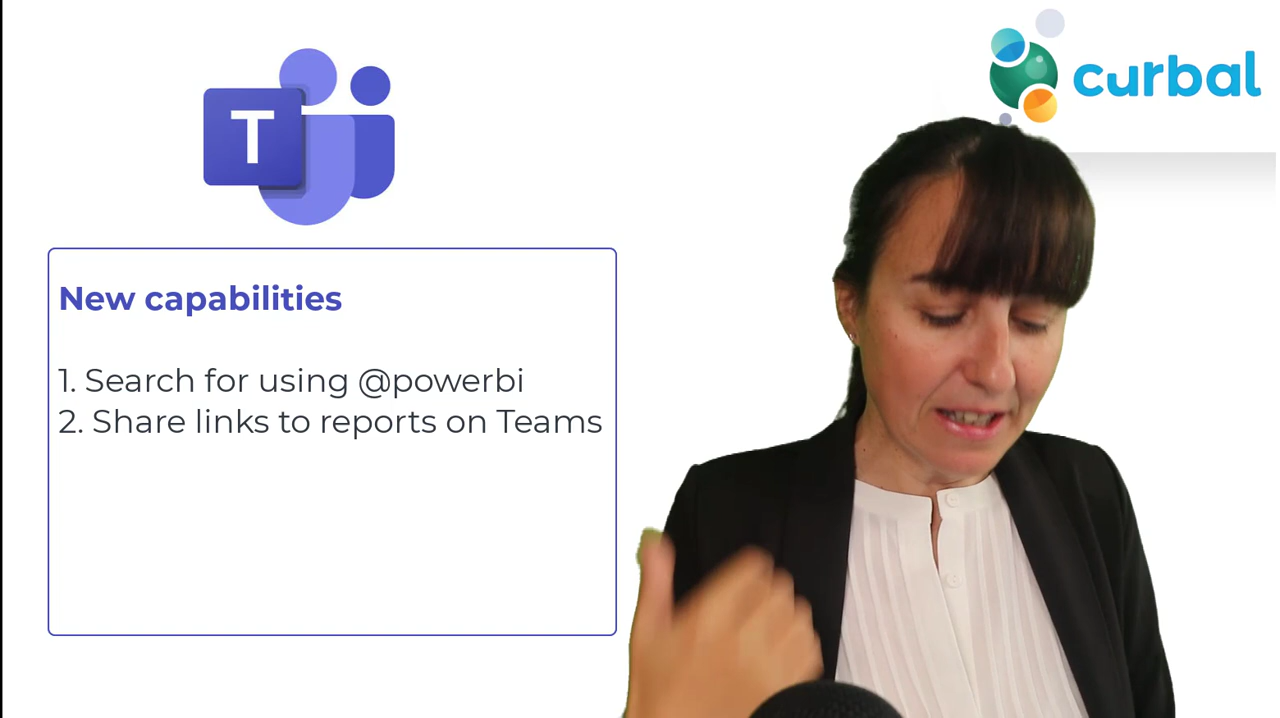 T
curbal
New capabilities
1. Search for using @powerbi
2. Share links to reports on Teams